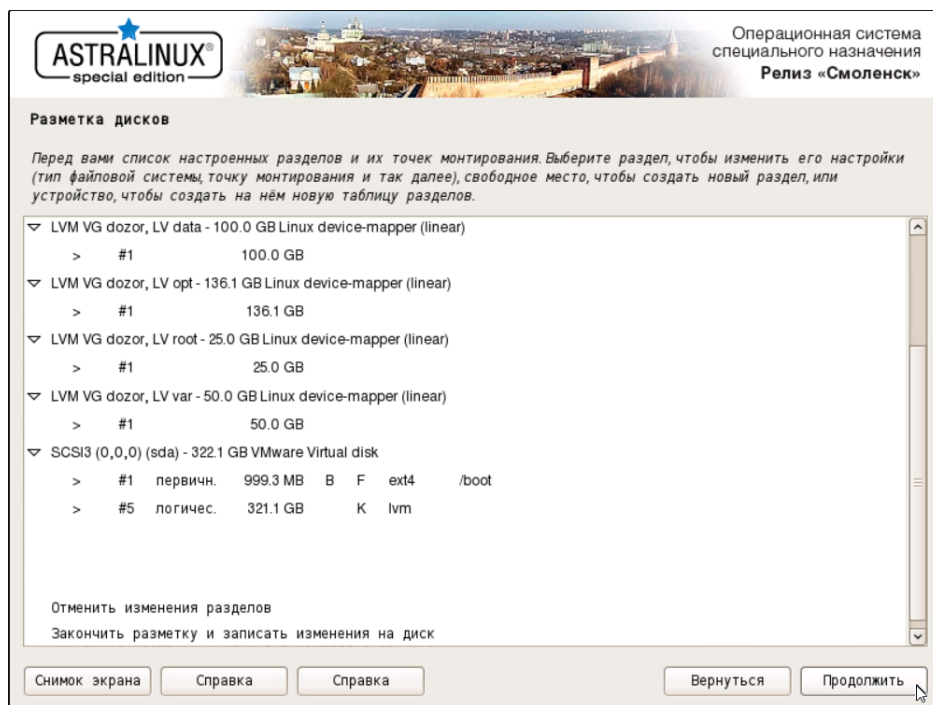 ASTRALINUX®
special edition
Операционная система
специального назначения
Релиз «Смоленск»
Разметка дисков
Перед вами список настроенных разделов и их точек монтирования. Выберите раздел, чтобы изменить его настройки
(тип файловой системы, точку монтирования и так далее), свободное место, чтобы создать новый раздел, или
устройство, чтобы создать на нём новую таблицу разделов.
LVM VG dozor, LV data - 100.0 GB Linux device-mapper (linear)
> #1 100.0 GB
LVM VG dozor, LV opt - 136.1 GB Linux device-mapper (linear)
> #1 136.1 GB
LVM VG dozor, LV root - 25.0 GB Linux device-mapper (linear)
> #1 25.0 GB
LVM VG dozor, LV var - 50.0 GB Linux device-mapper (linear)
> #1 50.0 GB
SCSI3 (0,0,0) (sda) - 322.1 GB VMware Virtual disk
> #1 первичн. 999.3 MB B F ext4 /boot
> #5 логичес. 321.1 GB K lvm
Отменить изменения разделов
Закончить разметку и записать изменения на диск
Снимок экрана Справка Справка Вернуться Продолжить